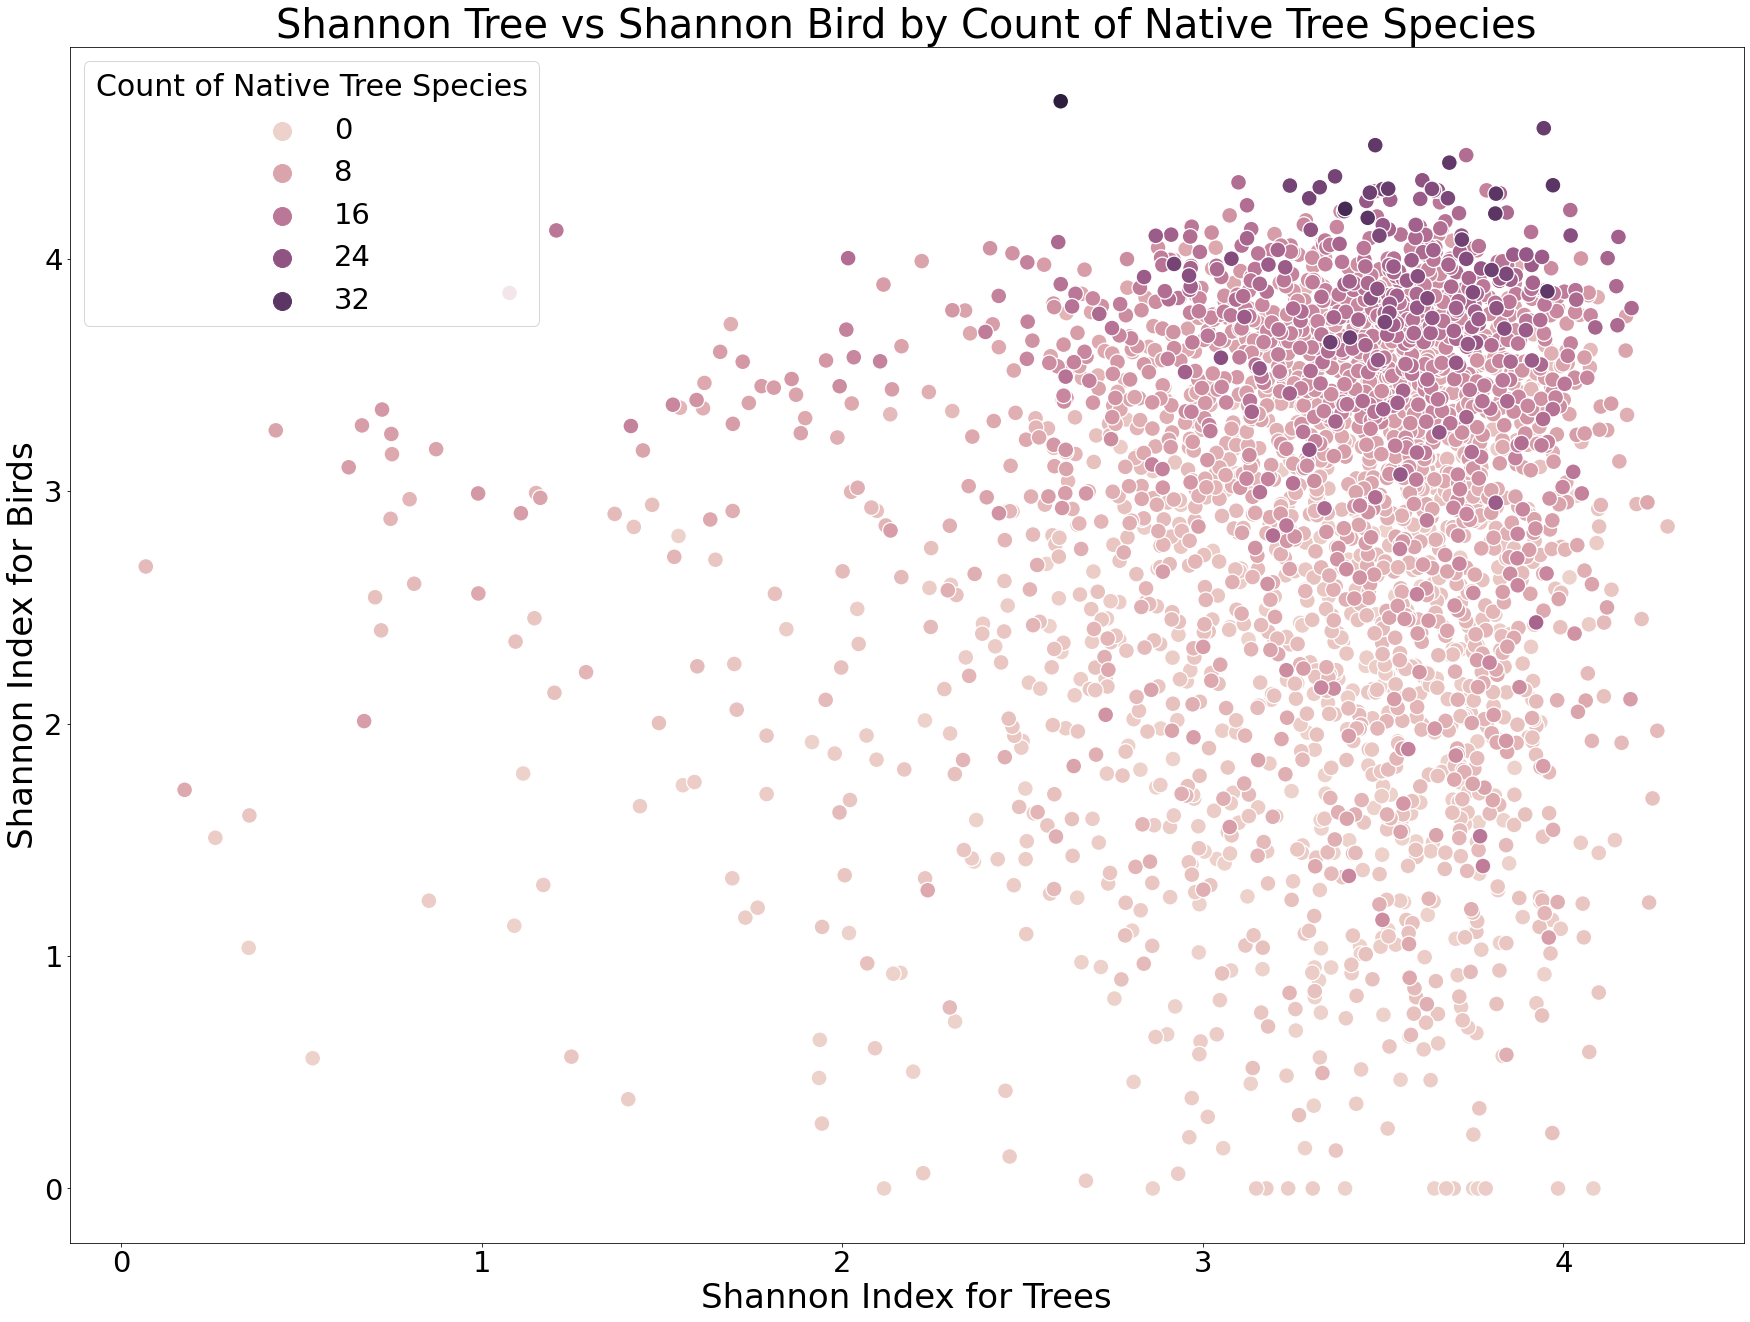 Shannon Tree vs Shannon Bird by Count of Native Tree Species
Count of Native Tree Species
0
8
16
24
32
Shannon Index for Birds
4
3
2
1
0
0 1 2 3 4
Shannon Index for Trees